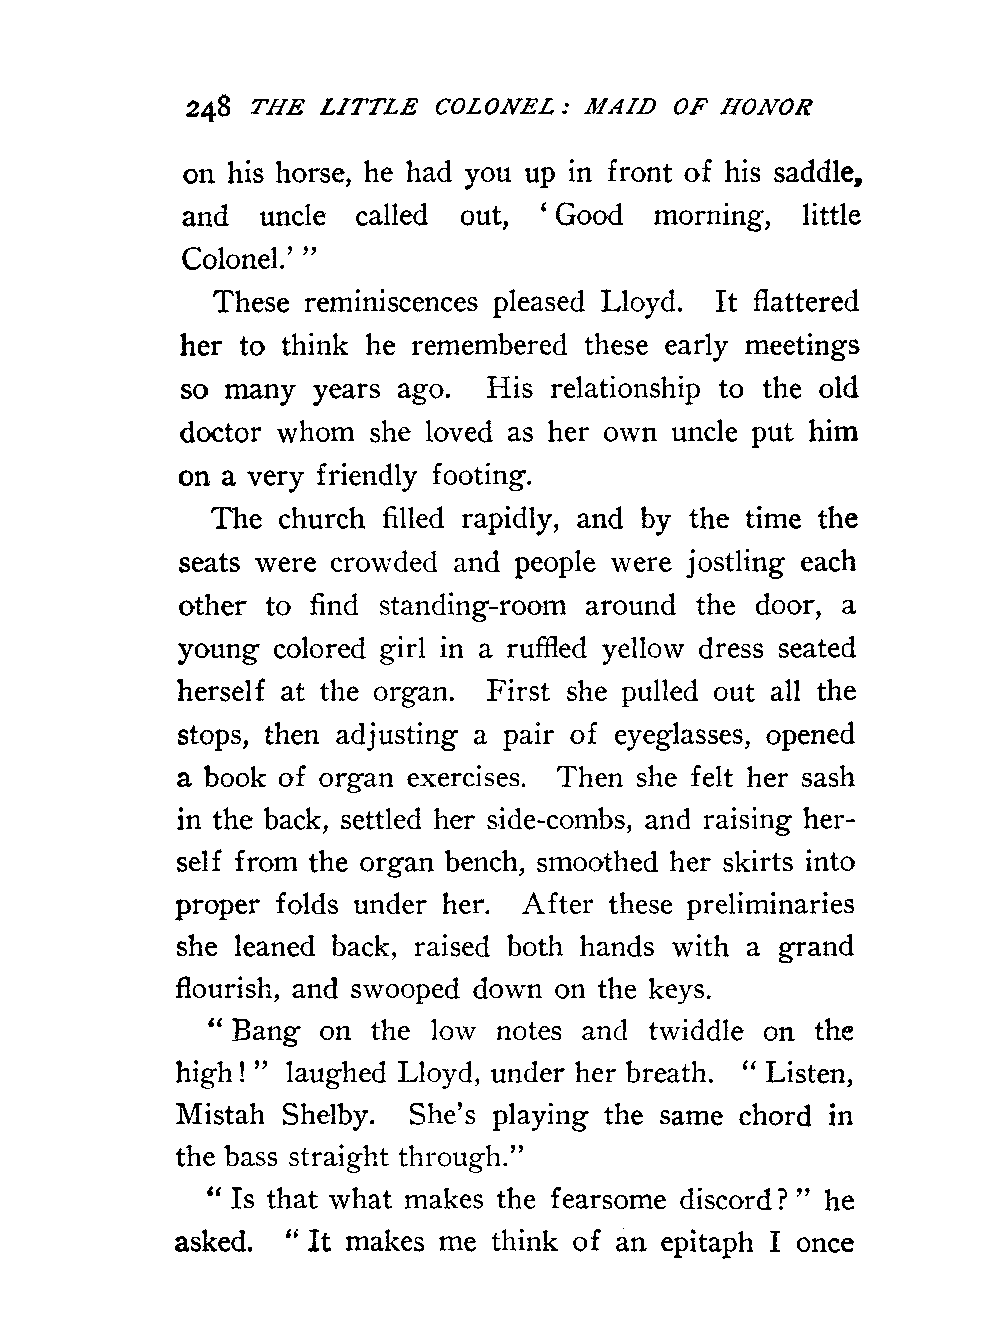 248 THE LITTLE COLONEL: MAID OF HONOR
on his horse, he had you up in front of his saddle,
and uncle called out, ‘Good morning, little
Colonel.’”
These reminiscences pleased Lloyd. It flattered
her to think he remembered these early meetings
so many years ago. His relationship to the old
doctor whom she loved as her own uncle put him
on a very friendly footing.
The church filled rapidly, and by the time the
seats were crowded and people were jostling each
other to find standing-room around the door, a
young colored girl in a ruffled yellow dress seated
herself at the organ. First she pulled out all the
stops, then adjusting a pair of eyeglasses, opened
a book of organ exercises. Then she felt her sash
in the back, settled her side-combs, and raising her-
self from the organ bench, smoothed her skirts into
proper folds under her. After these preliminaries
she leaned back, raised both hands with a grand
flourish, and swooped down on the keys.
“Bang on the low notes and twiddle on the
high!” laughed Lloyd, under her breath. “Listen,
Mistah Shelby. She’s playing the same chord in
the bass straight through.”
“Is that what makes the fearsome discord?” he
asked. “It makes me think of an epitaph I once